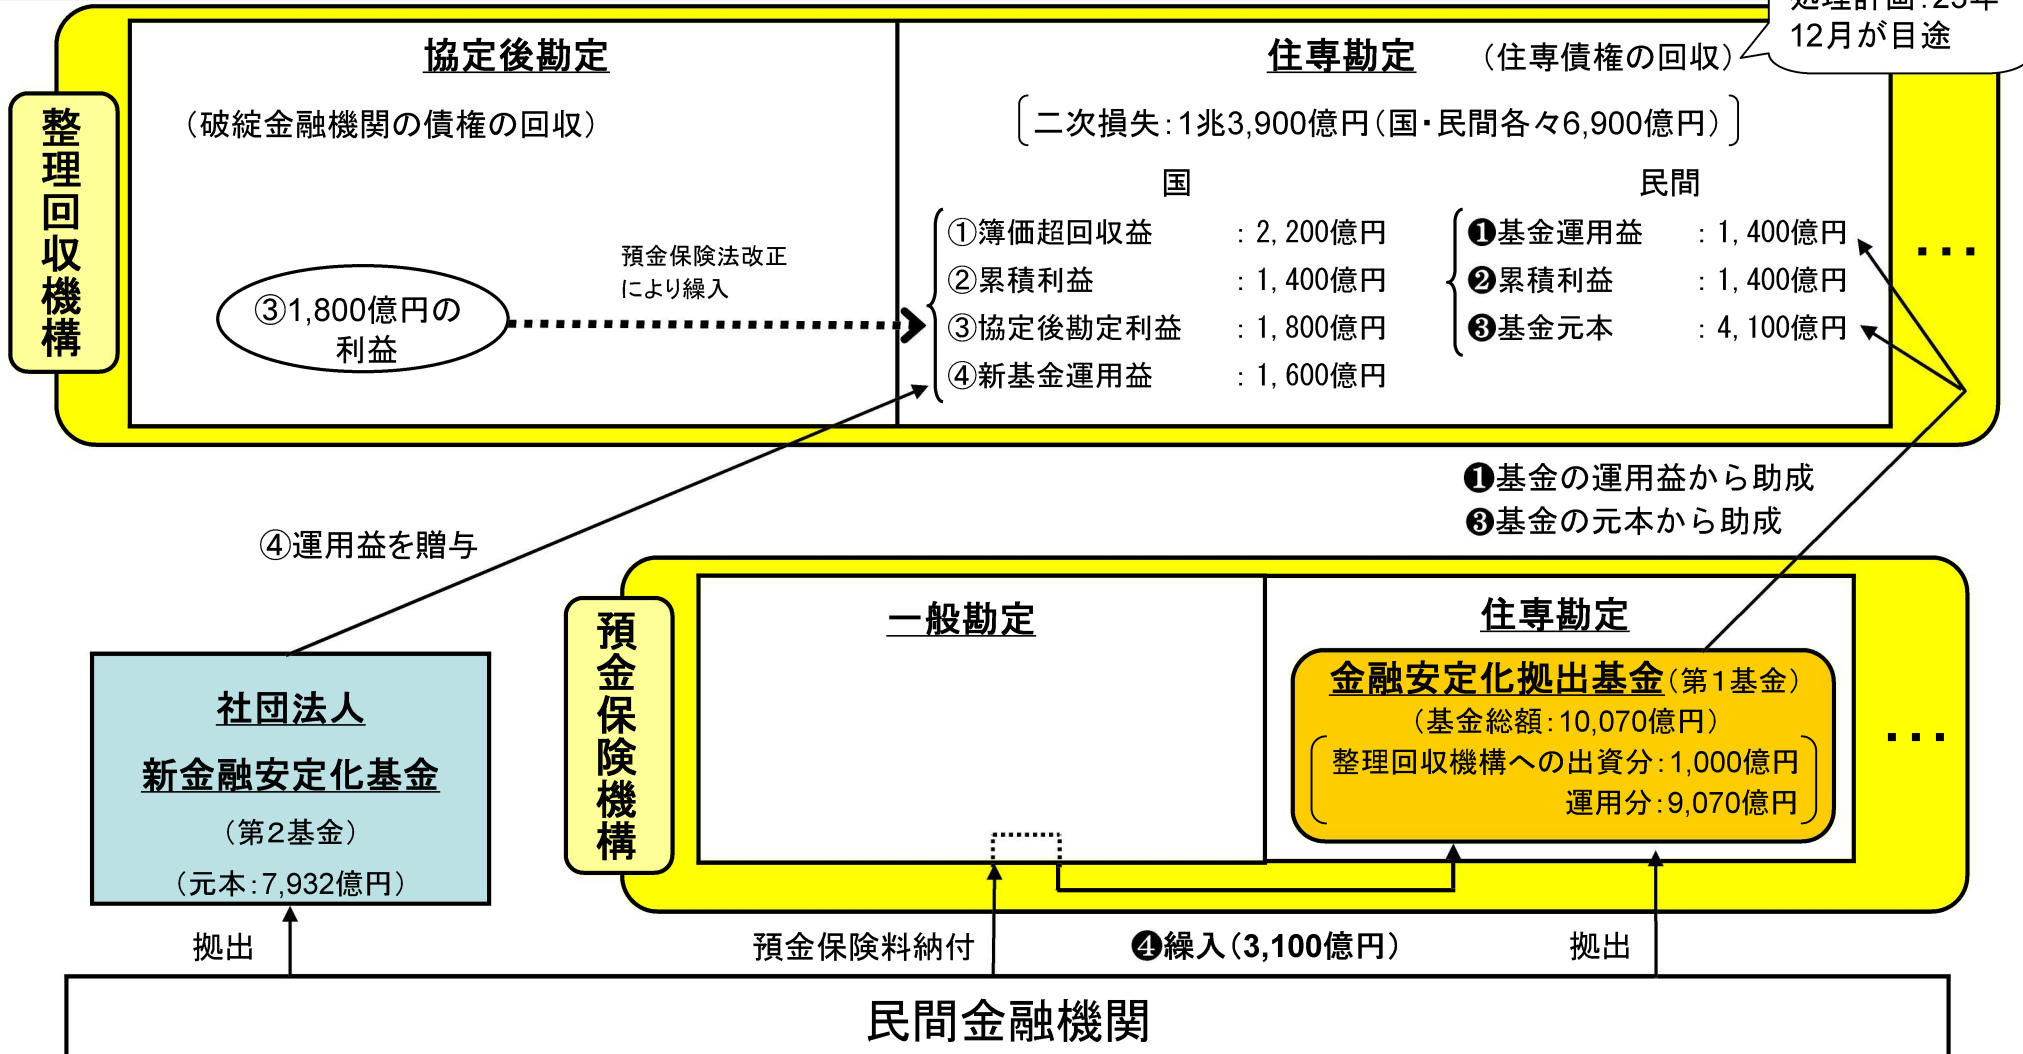 12月が目途
整理回収機構
協定後勘定
(破綻金融機関の債権の回収)
③1,800億円の
利益
預金保険法改正
により繰入
住専勘定 (住専債権の回収)
二次損失:1兆3,900億円(国・民間各々6,900億円)
国
①簿価超回収益 : 2,200億円
②累積利益 : 1,400億円
③協定後勘定利益 : 1,800億円
④新基金運用益 : 1,600億円
民間
❶基金運用益 : 1,400億円
❷累積利益 : 1,400億円
❸基金元本 : 4,100億円
…
❶基金の運用益から助成
❸基金の元本から助成
④運用益を贈与
社団法人
新金融安定化基金
(第2基金)
(元本:7,932億円)
預金保険機構
一般勘定
住専勘定
金融安定化拠出基金(第1基金)
(基金総額:10,070億円)
整理回収機構への出資分:1,000億円
運用分:9,070億円
…
拠出
預金保険料納付
❹繰入(3,100億円)
拠出
民間金融機関